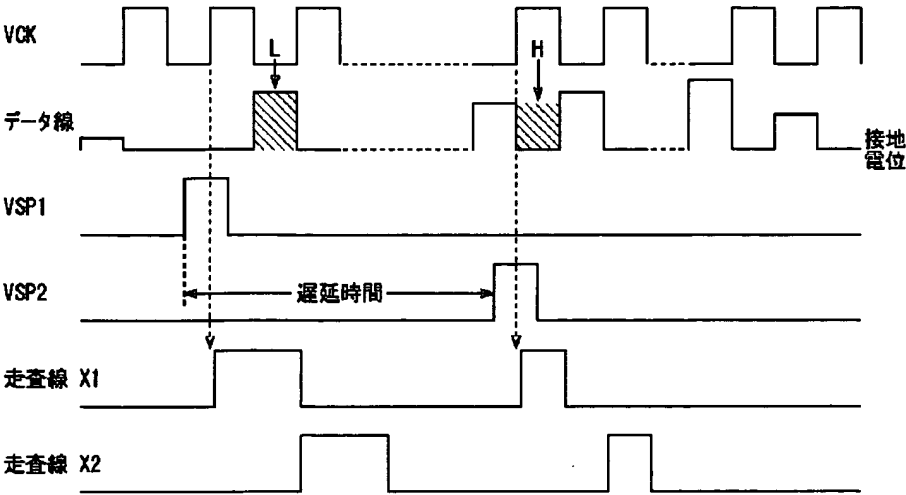 VCK
L
H
データ線
接地
電位
VSP1
VSP2
遅延時間
走査線 X1
走査線 X2